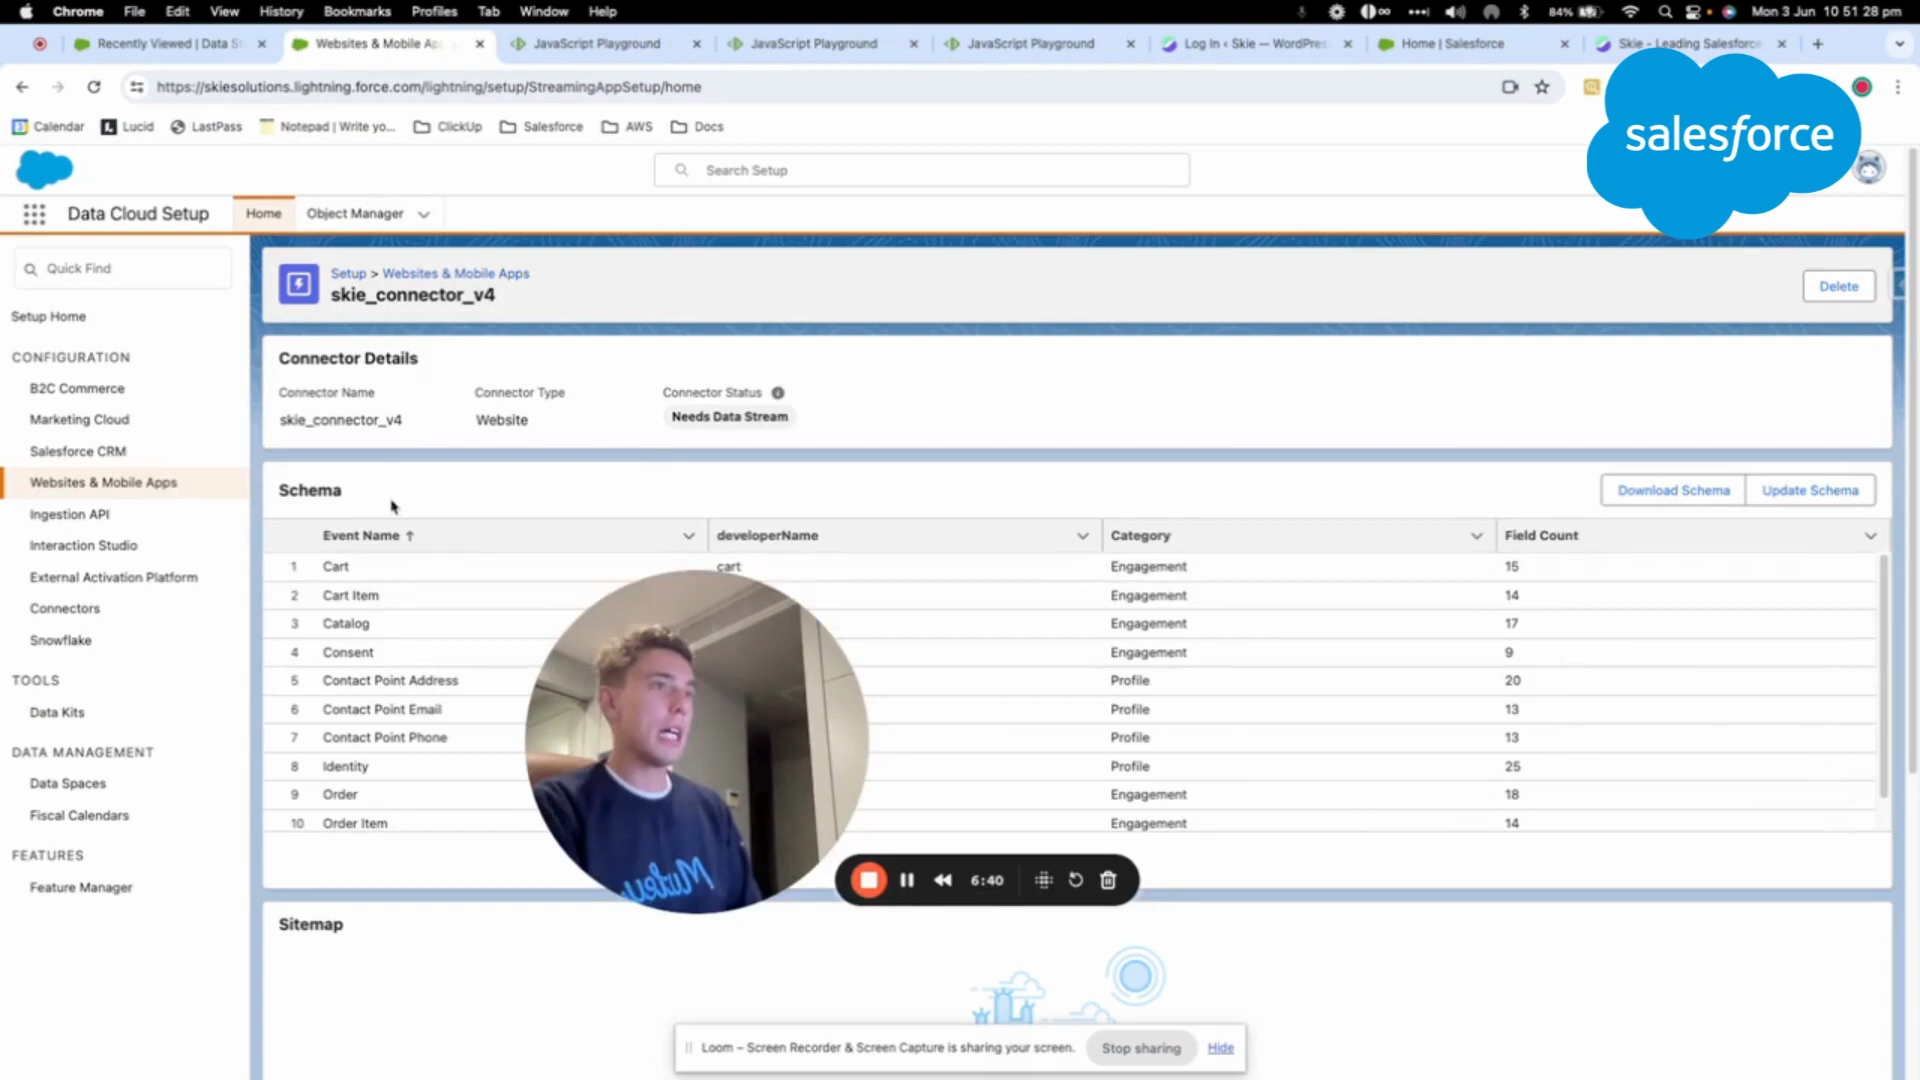 Chrome File Edit View History Bookmarks Profiles Tab Window Help
84% Mon 3 Jun 10 51 28 pm
Recently Viewed | Data S
Websites & Mobile Ap
JavaScript Playground
JavaScript Playground
JavaScript Playground
Log In ‹ Skie — WordPres
Home | Salesforce
Skie - Leading Salesforce
https://skiesolutions.lightning.force.com/lightning/setup/StreamingAppSetup/home
Calendar Lucid LastPass Notepad | Write yo... ClickUp Salesforce AWS Docs
salesforce
Search Setup
Data Cloud Setup Home Object Manager
Quick Find
Setup Home
CONFIGURATION
B2C Commerce
Marketing Cloud
Salesforce CRM
Websites & Mobile Apps
Ingestion API
Interaction Studio
External Activation Platform
Connectors
Snowflake
TOOLS
Data Kits
DATA MANAGEMENT
Data Spaces
Fiscal Calendars
FEATURES
Feature Manager
Setup > Websites & Mobile Apps
skie_connector_v4
Delete
Connector Details
Connector Name Connector Type Connector Status
skie_connector_v4 Website Needs Data Stream
Schema
Download Schema Update Schema
Event Name developerName Category Field Count
1 Cart cart Engagement 15
2 Cart Item Engagement 14
3 Catalog Engagement 17
4 Consent Engagement 9
5 Contact Point Address Profile 20
6 Contact Point Email Profile 13
7 Contact Point Phone Profile 13
8 Identity Profile 25
9 Order Engagement 18
10 Order Item Engagement 14
6:40
Sitemap
Loom – Screen Recorder & Screen Capture is sharing your screen. Stop sharing Hide